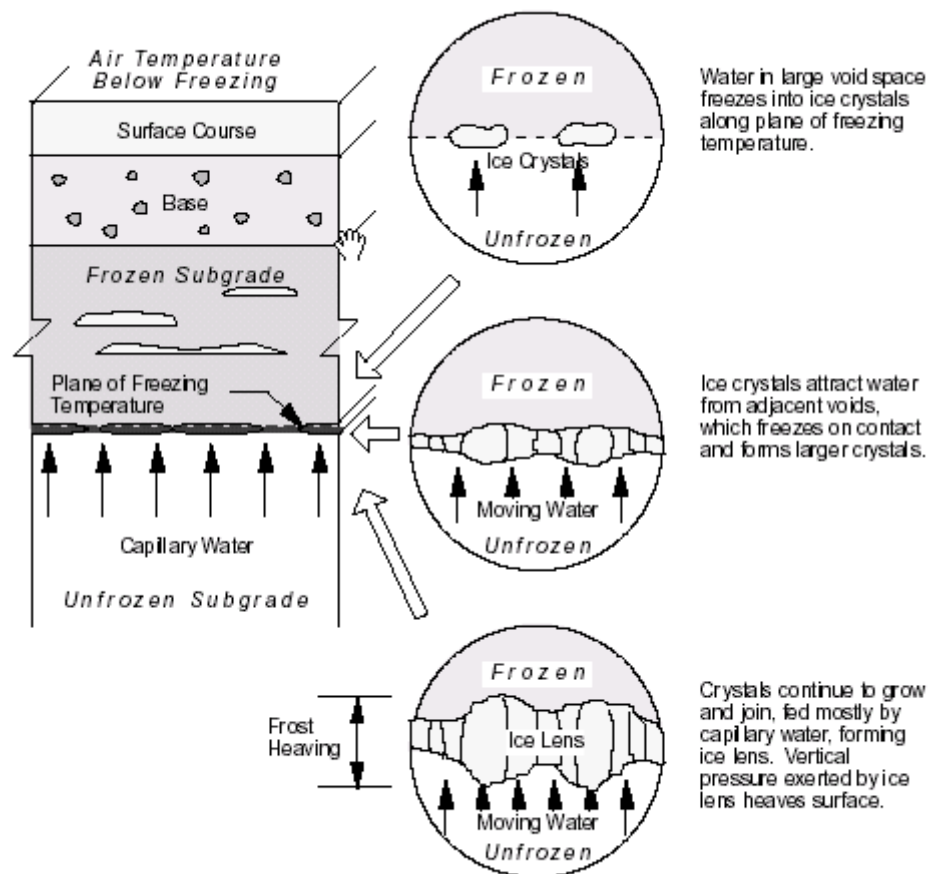 Air Temperature
Below Freezing
Surface Course
Base
Frozen Subgrade
Plane of Freezing
Temperature
Capillary Water
Unfrozen Subgrade
Frozen
Ice Crystals
Unfrozen
Water in large void space
freezes into ice crystals
along plane of freezing
temperature.
Frozen
Moving Water
Unfrozen
Ice crystals attract water
from adjacent voids,
which freezes on contact
and forms larger crystals.
Frost
Heaving
Frozen
Ice Lens
Moving Water
Unfrozen
Crystals continue to grow
and join, fed mostly by
capillary water, forming
ice lens. Vertical
pressure exerted by ice
lens heaves surface.